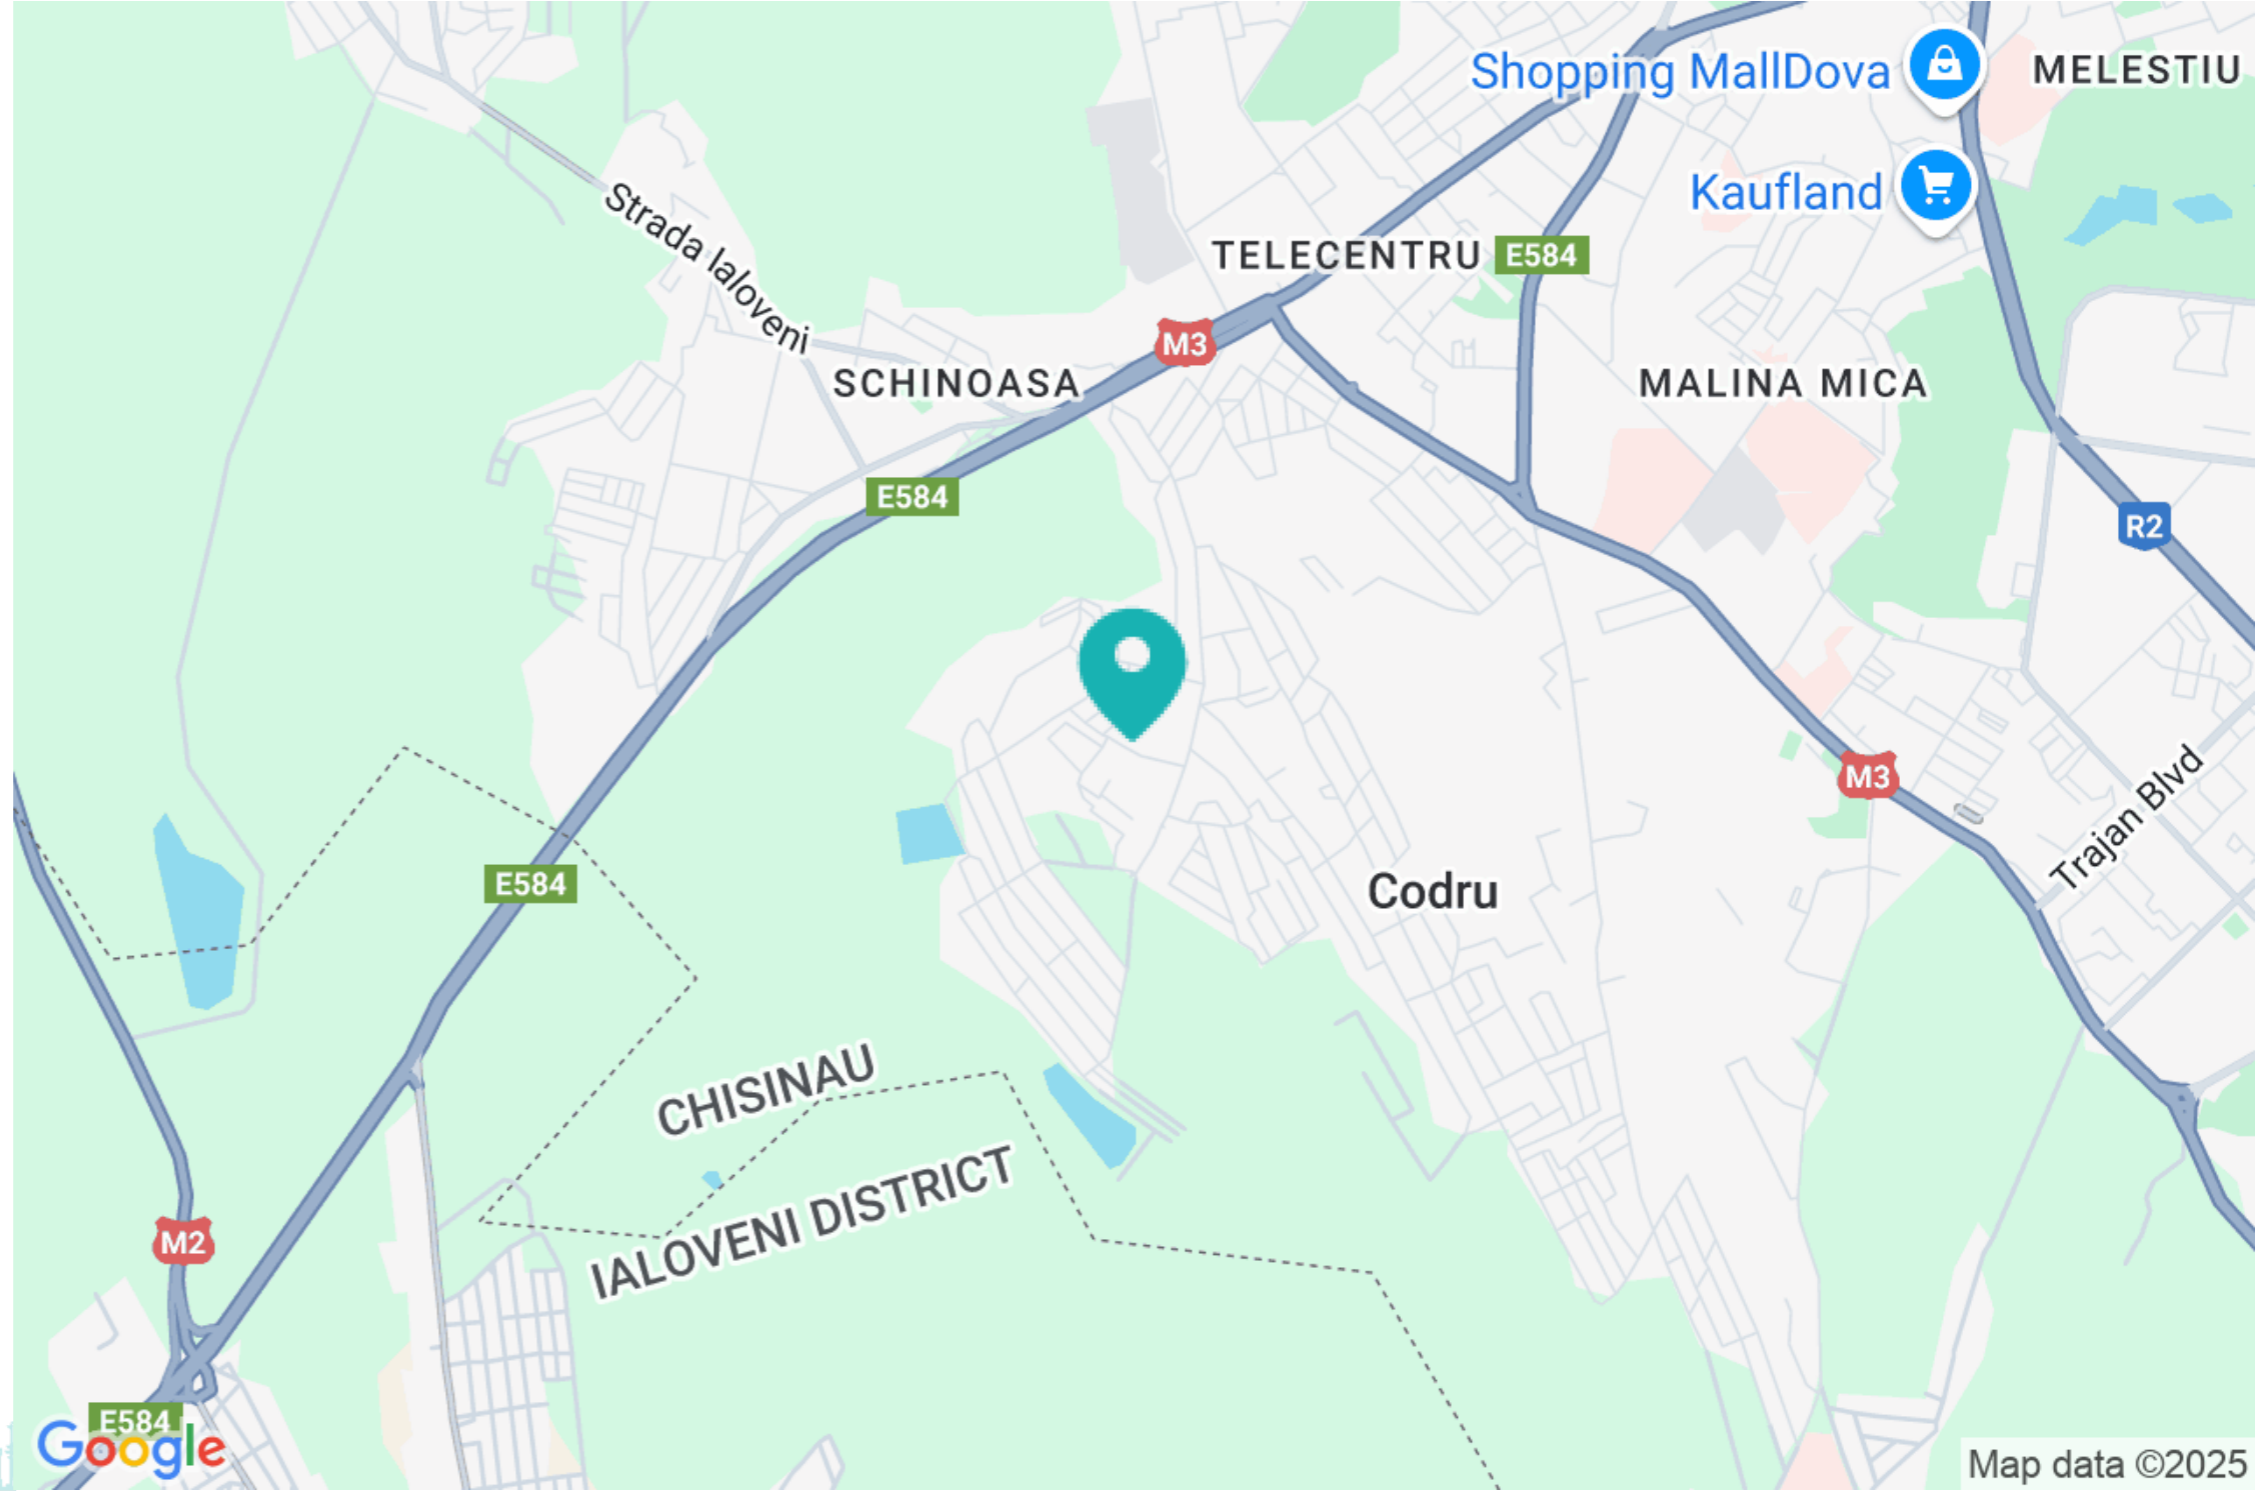 Shopping MallDova
MELESTIU
Kaufland
Strada Ialoveni
TELECENTRU
E584
M3
SCHINOASA
MALINA MICA
E584
R2
M3
Trajan Blvd
E584
Codru
CHISINAU
IALOVENI DISTRICT
M2
E584
Google
Map data ©2025